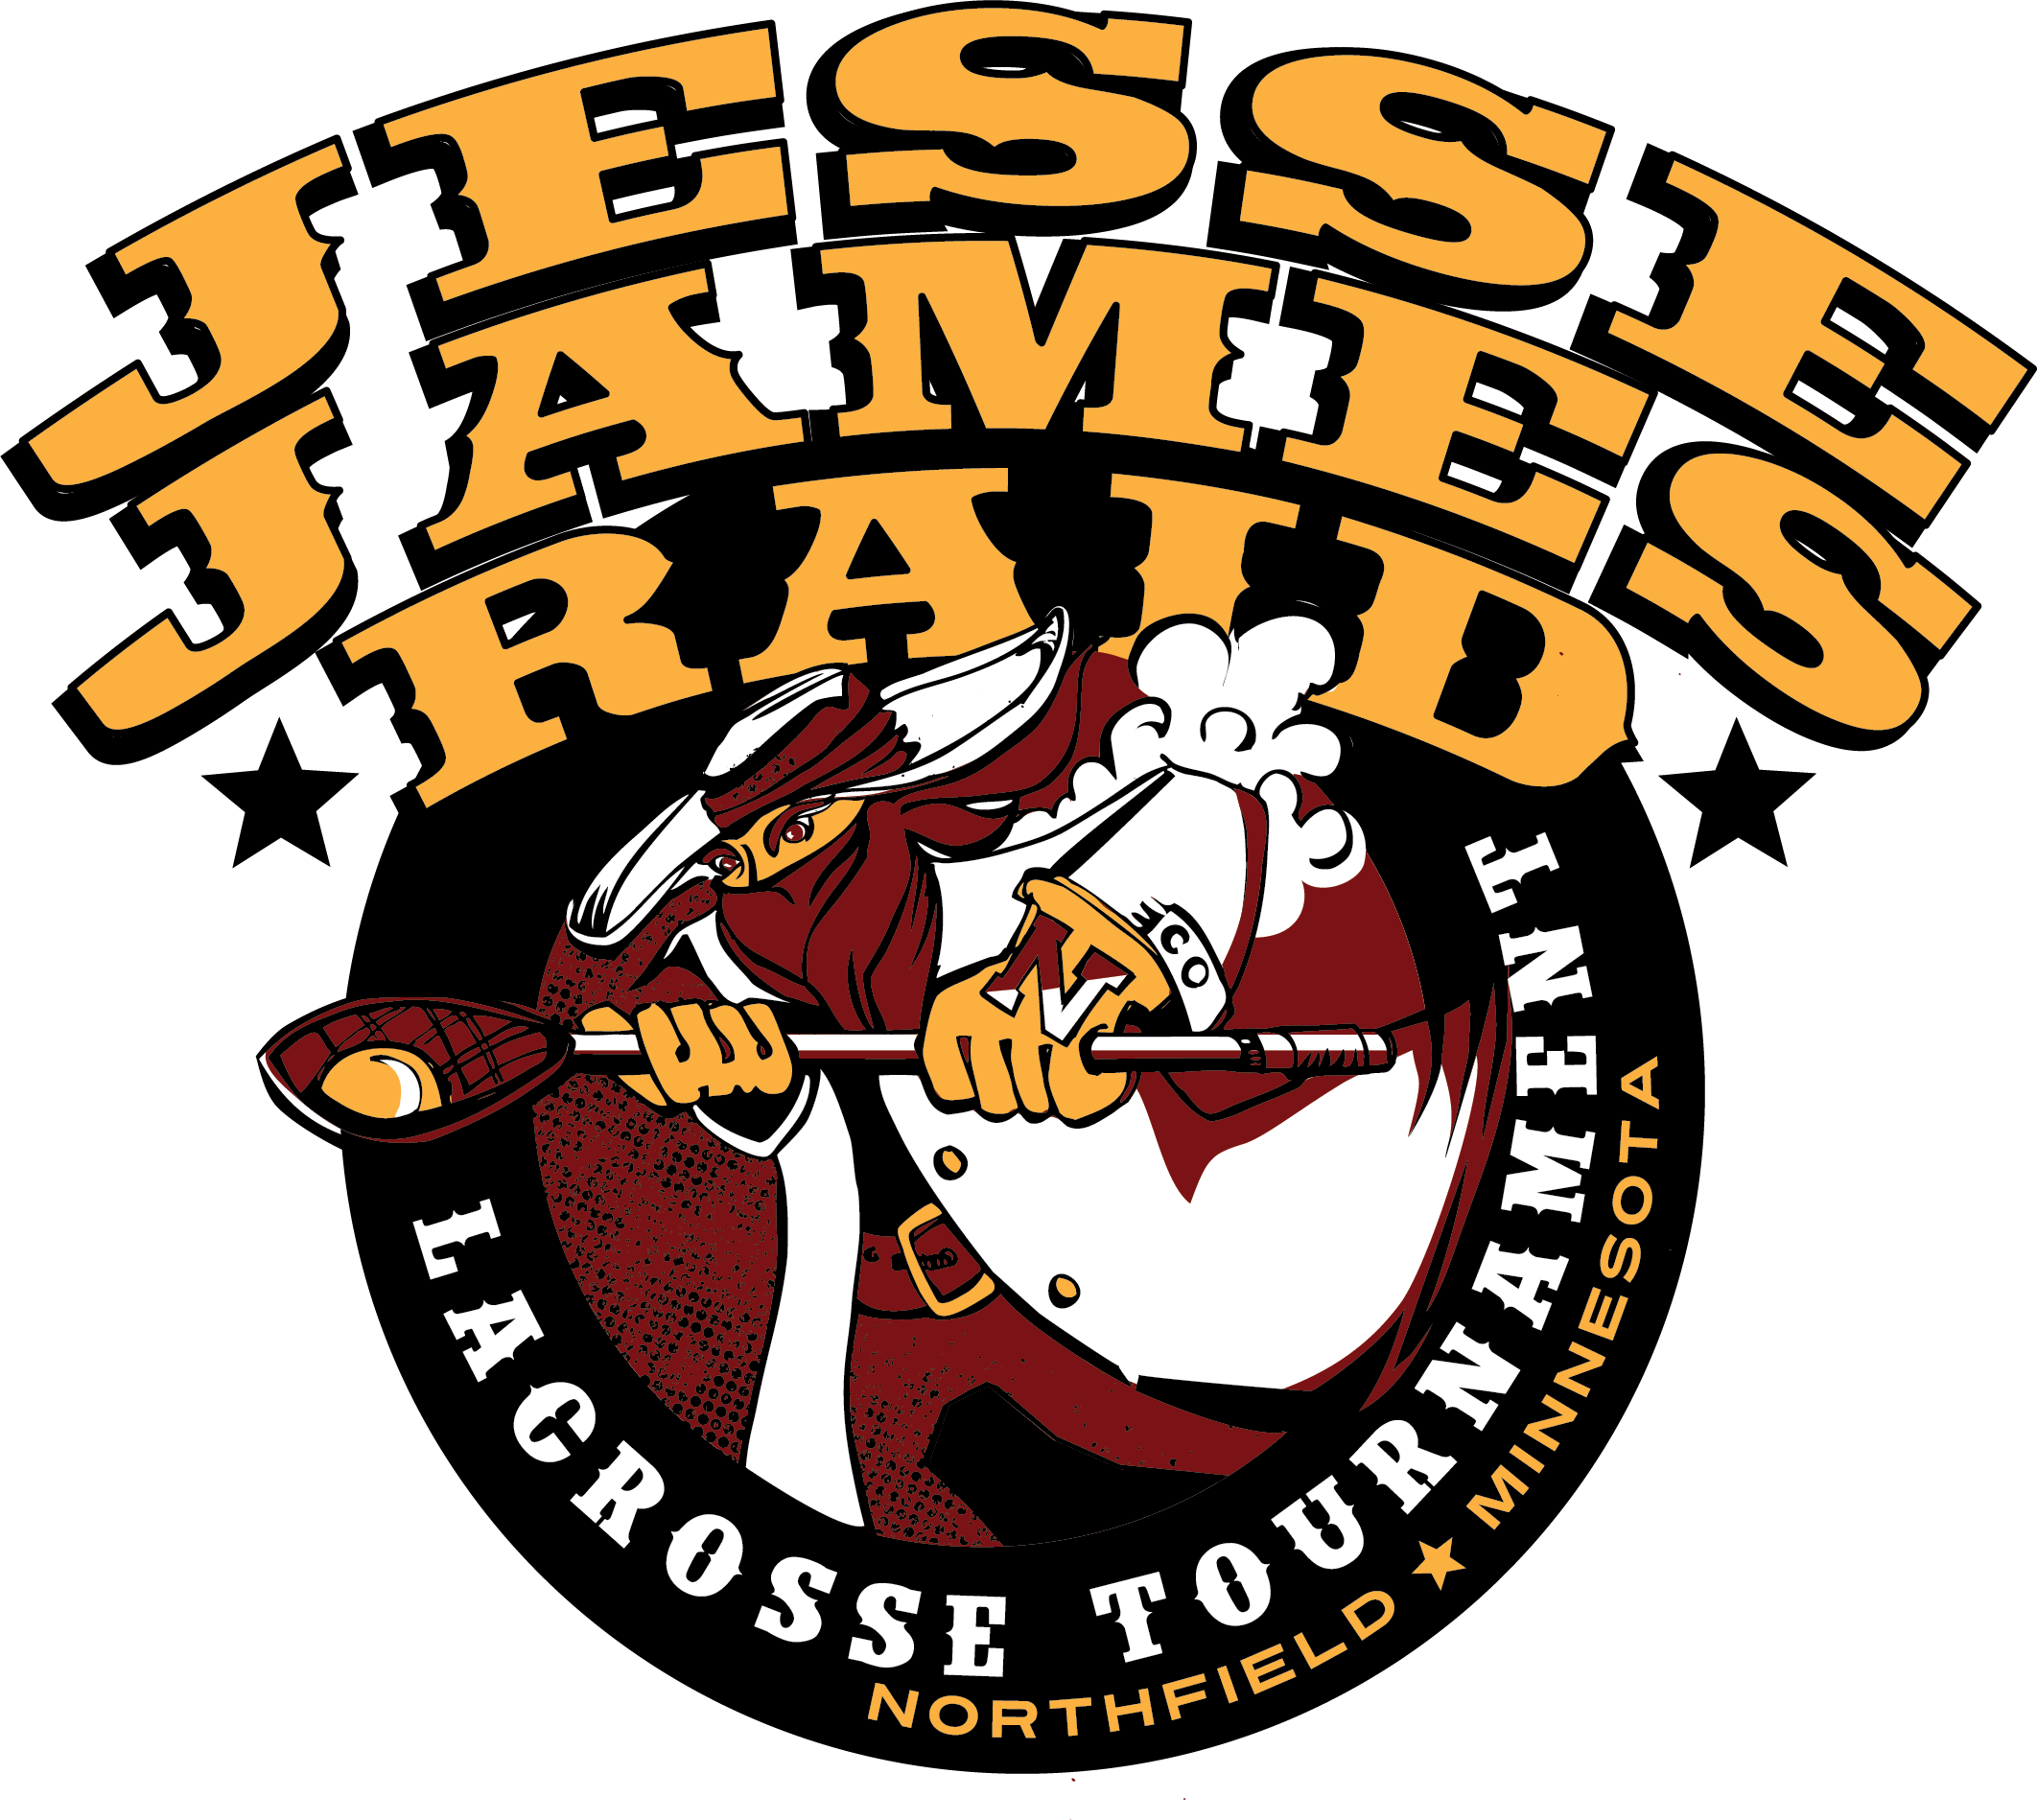 JESSE
JAMES
RAID
LACROSSE TOURNAMENT
NORTHFIELD ★ MINNESOTA